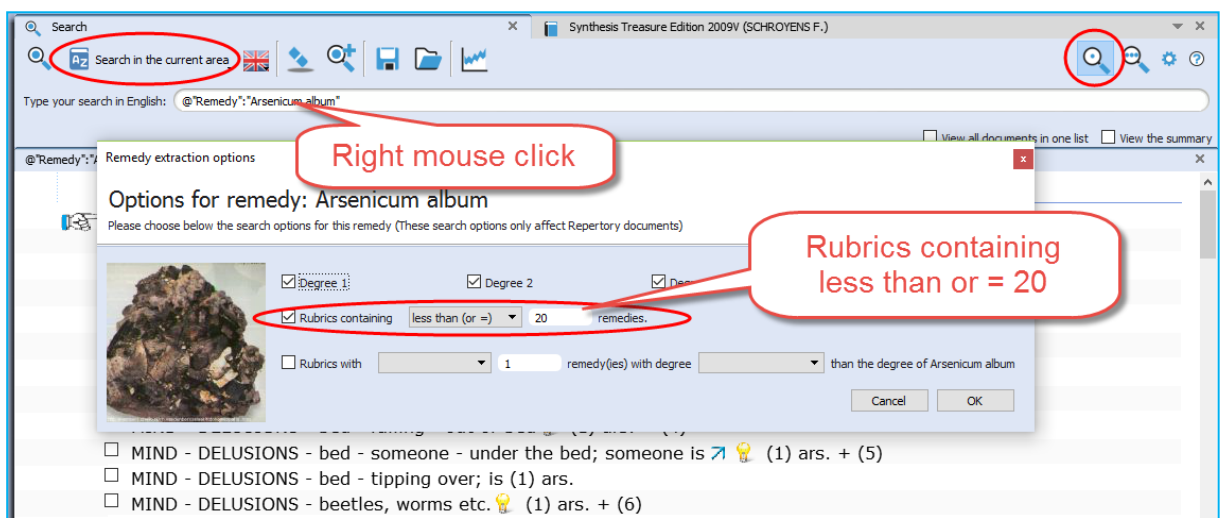 Search
Synthesis Treasure Edition 2009V (SCHROYENS F.)
AZ Search in the current area
Type your search in English: @"Remedy":"Arsenicum album"
View all documents in one list View the summary
Right mouse click
@"Remedy":"A
Remedy extraction options
Options for remedy: Arsenicum album
Please choose below the search options for this remedy (These search options only affect Repertory documents)
Rubrics containing
less than or = 20
Degree 1 Degree 2
Rubrics containing less than (or =) 20 remedies.
Rubrics with 1 remedy(ies) with degree than the degree of Arsenicum album
Cancel OK
MIND - DELUSIONS - bed - someone - under the bed; someone is (1) ars. + (5)
MIND - DELUSIONS - bed - tipping over; is (1) ars.
MIND - DELUSIONS - beetles, worms etc. (1) ars. + (6)